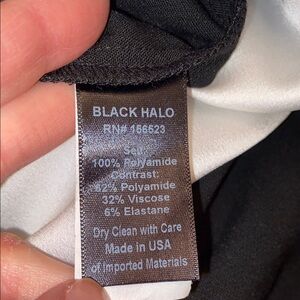 BLACK HALO
RN# 156523
Self:
100% Polyamide
Contrast:
62% Polyamide
32% Viscose
6% Elastane
Dry Clean with Care
Made in USA
of Imported Materials